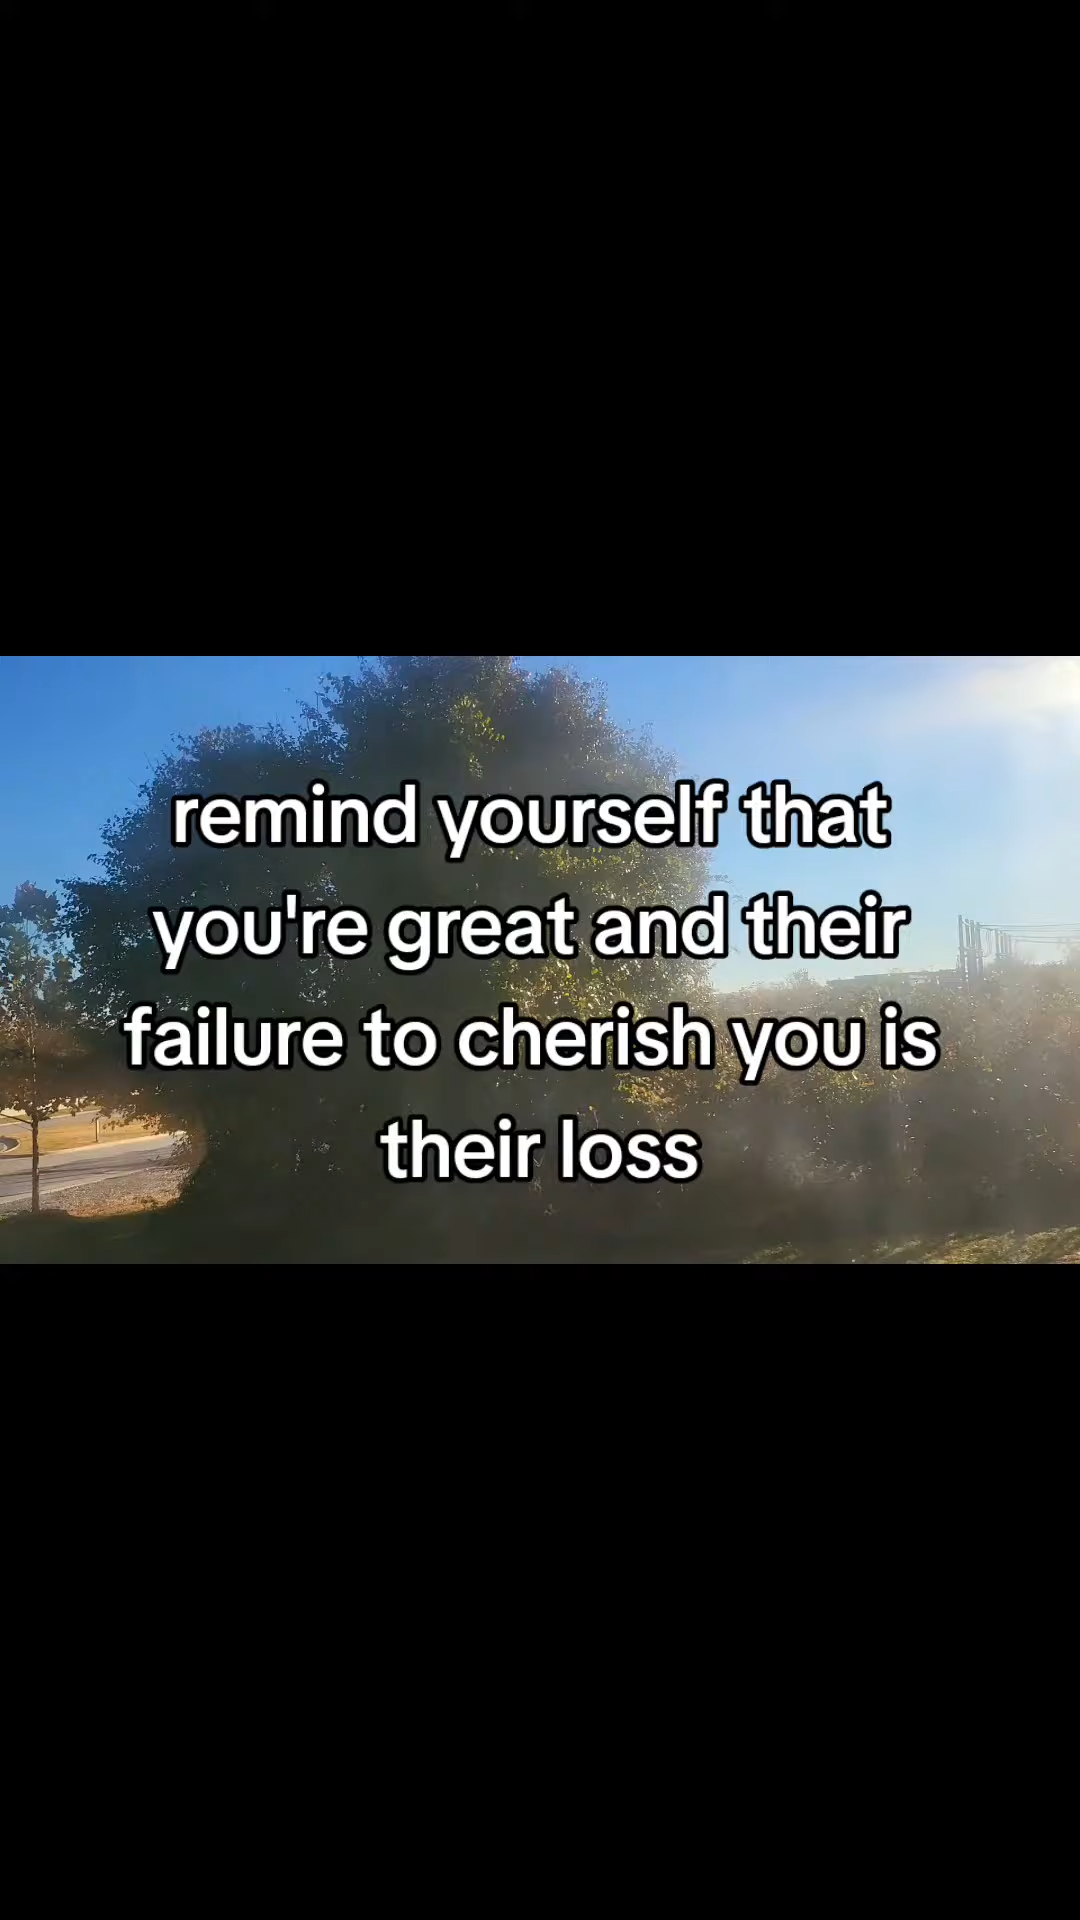 remind yourself that
you're great and their
failure to cherish you is
their loss